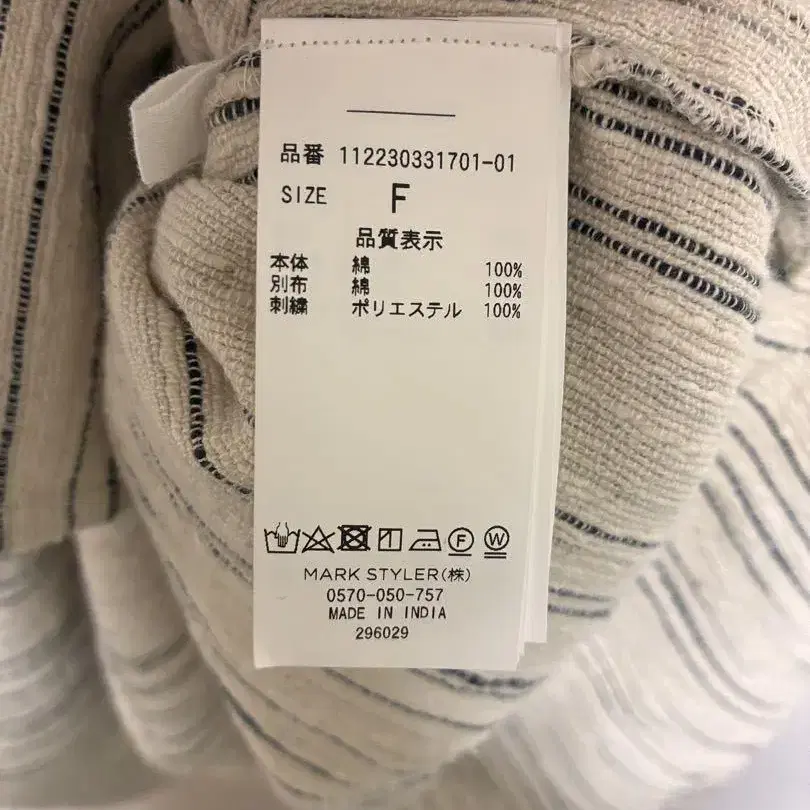 品番 112230331701-01
SIZE F
品質表示
本体 綿 100%
別布 綿 100%
刺繍 ポリエステル 100%
F W
MARK STYLER(株)
0570-050-757
MADE IN INDIA
296029